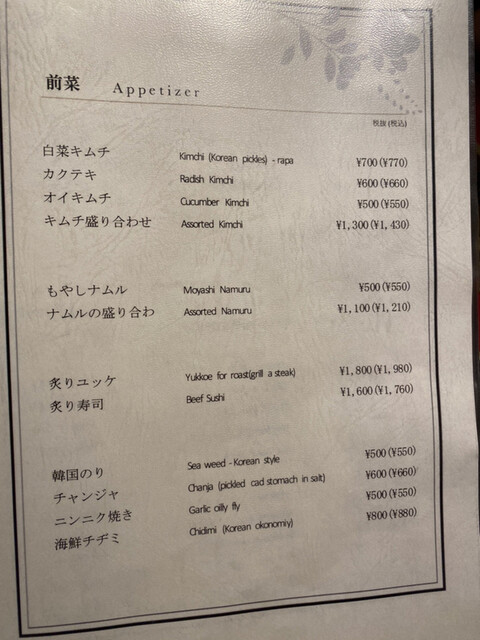 前菜 Appetizer
税抜(税込)
白菜キムチ Kimchi (Korean pickles) - rapa ¥700(¥770)
カクテキ Radish Kimchi ¥600(¥660)
オイキムチ Cucumber Kimchi ¥500(¥550)
キムチ盛り合わせ Assorted Kimchi ¥1,300(¥1,430)
もやしナムル Moyashi Namuru ¥500(¥550)
ナムルの盛り合わ Assorted Namuru ¥1,100(¥1,210)
炙りユッケ Yukkoe for roast(grill a steak) ¥1,800(¥1,980)
炙り寿司 Beef Sushi ¥1,600(¥1,760)
韓国のり Sea weed - Korean style ¥500(¥550)
チャンジャ Chanja (pickled cad stomach in salt) ¥600(¥660)
ニンニク焼き Garlic oilly fly ¥500(¥550)
海鮮チヂミ Chidimi (Korean okonomiy) ¥800(¥880)